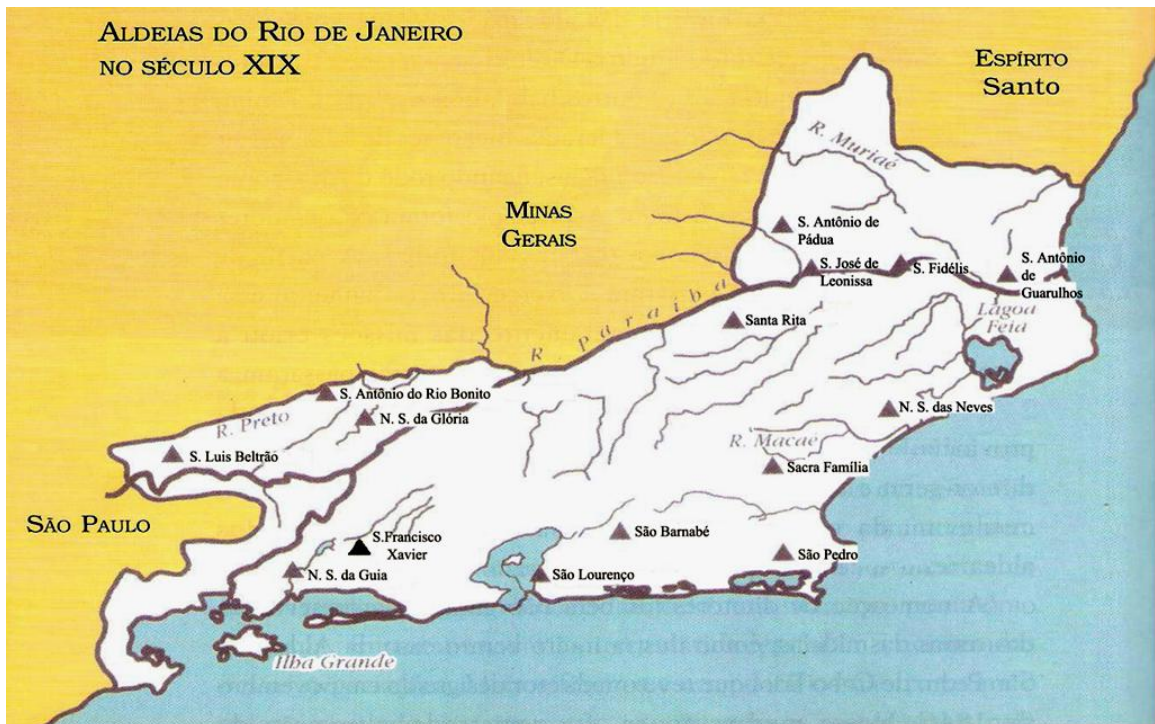 ALDEIAS DO RIO DE JANEIRO
NO SÉCULO XIX
ESPÍRITO
Santo
R. Muriaé
MINAS
GERAIS
S. Antônio de
Pádua
S. José de
Leonissa
S. Fidélis
S. Antônio
de
Guarulhos
R. Paraíba
Santa Rita
Lagoa
Feia
S. Antônio do Rio Bonito
R. Preto
N. S. da Glória
N. S. das Neves
R. Macaé
S. Luis Beltrão
Sacra Família
SÃO PAULO
S.Francisco
Xavier
São Barnabé
São Pedro
N. S. da Guia
São Lourenço
Ilha Grande